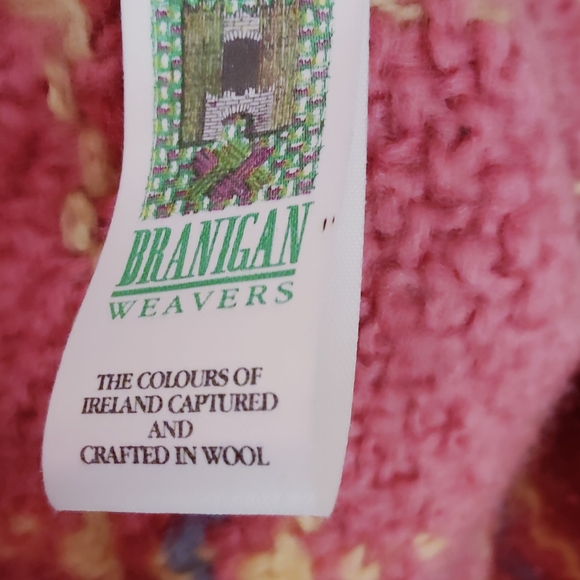 BRANIGAN
WEAVERS
THE COLOURS OF
IRELAND CAPTURED
AND
CRAFTED IN WOOL